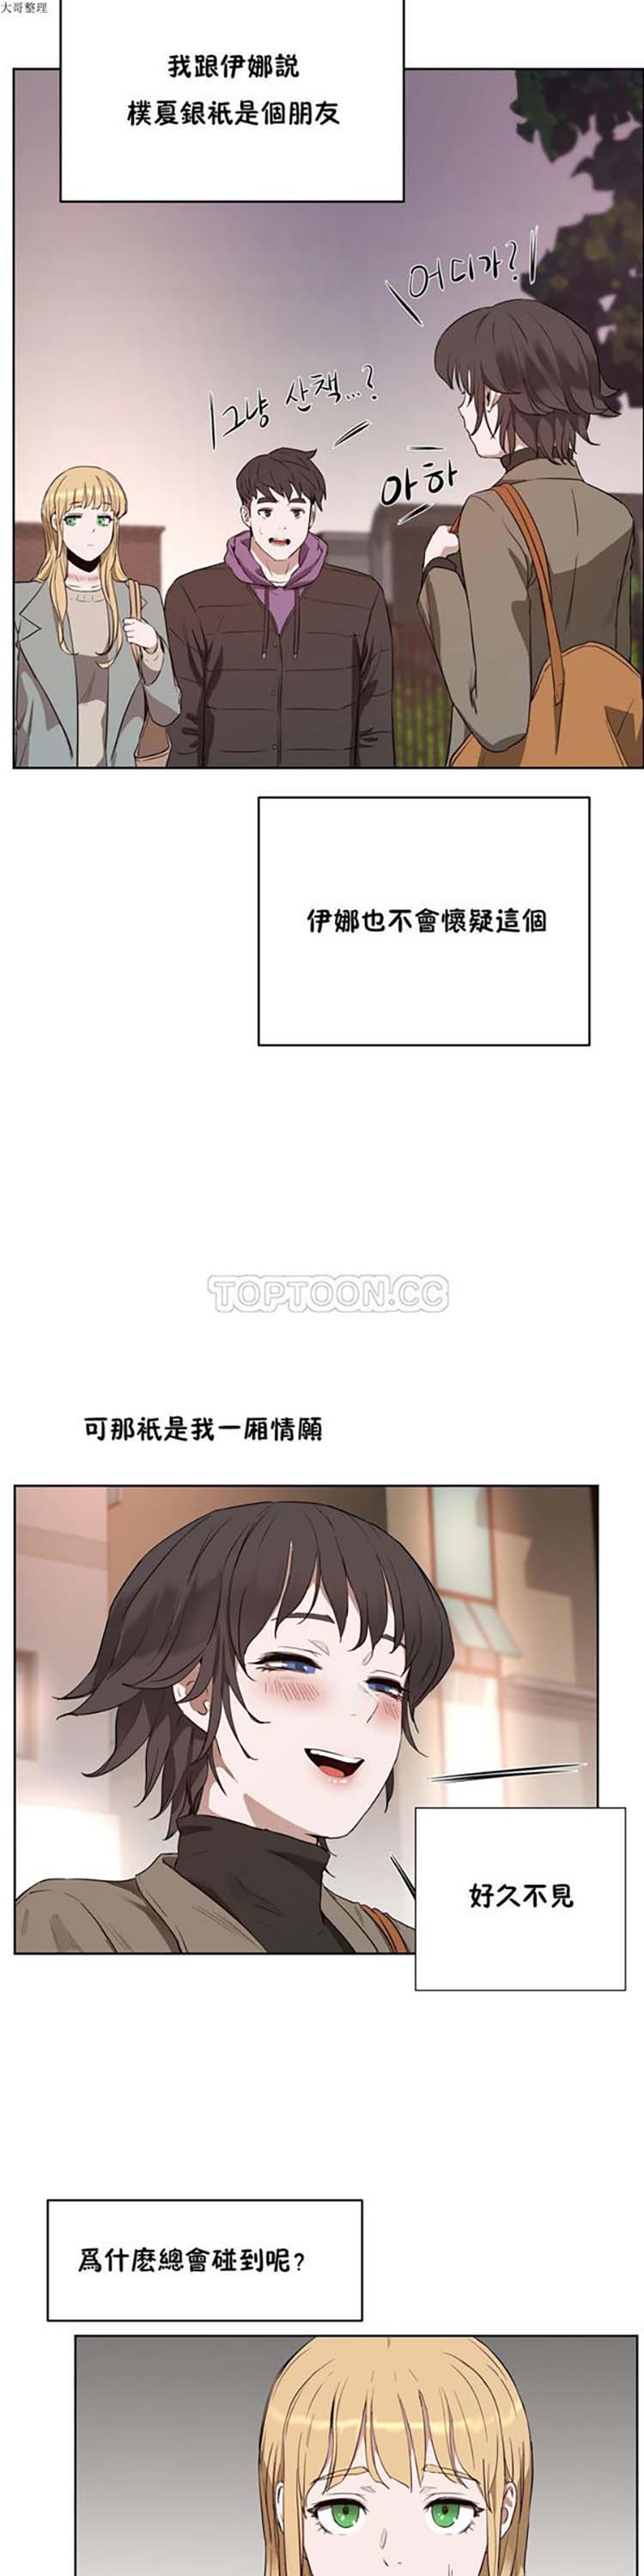 大哥整理
我跟伊娜説
樸夏銀祇是個朋友
어디가?
그냥 산책...?
아하
伊娜也不會懷疑這個
TOPTOON.CC
可那祇是我一厢情願
好久不見
爲什麽總會碰到呢?